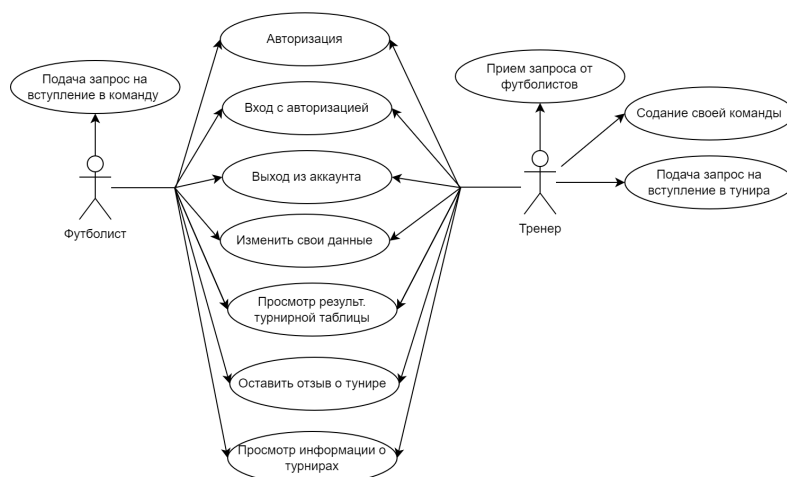 Авторизация
Подача запрос на
вступление в команду
Прием запроса от
футболистов
Вход с авторизацией
Содание своей команды
Выход из аккаунта
Подача запрос на
вступление в тунира
Футболист
Тренер
Изменить свои данные
Просмотр результ.
турнирной таблицы
Оставить отзыв о тунире
Просмотр информации о
турнирах